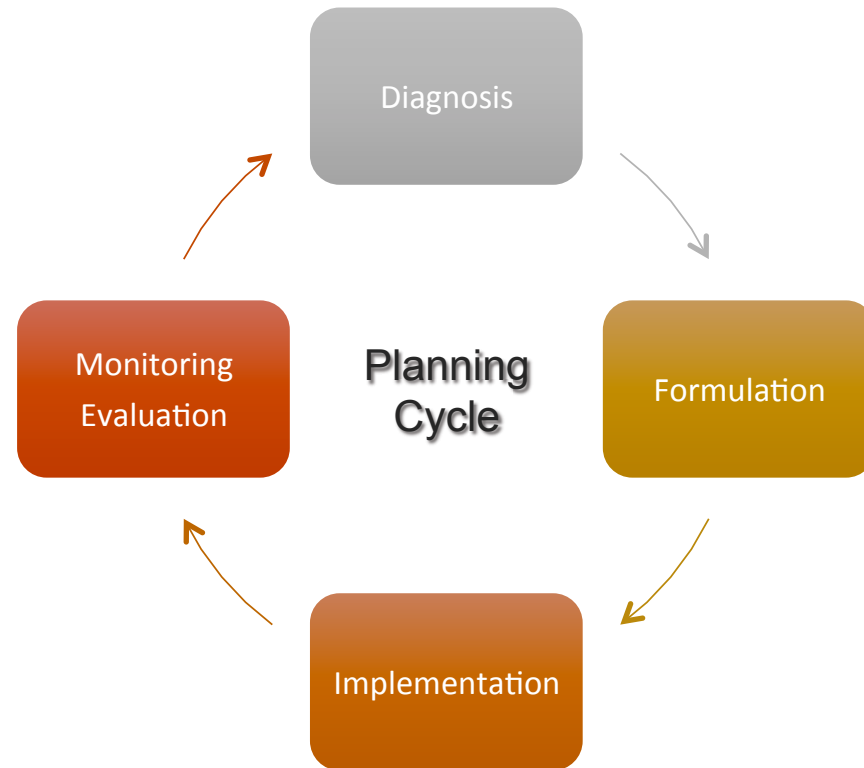 Diagnosis
Formulation
Implementation
Monitoring
Evaluation
Planning
Cycle